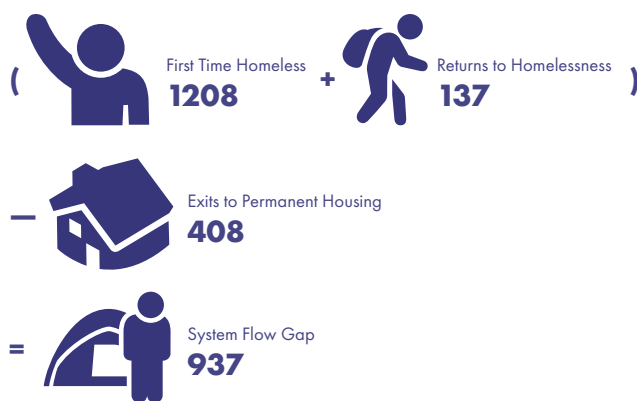 ( First Time Homeless + Returns to Homelessness )
1208 137
− Exits to Permanent Housing
408
= System Flow Gap
937